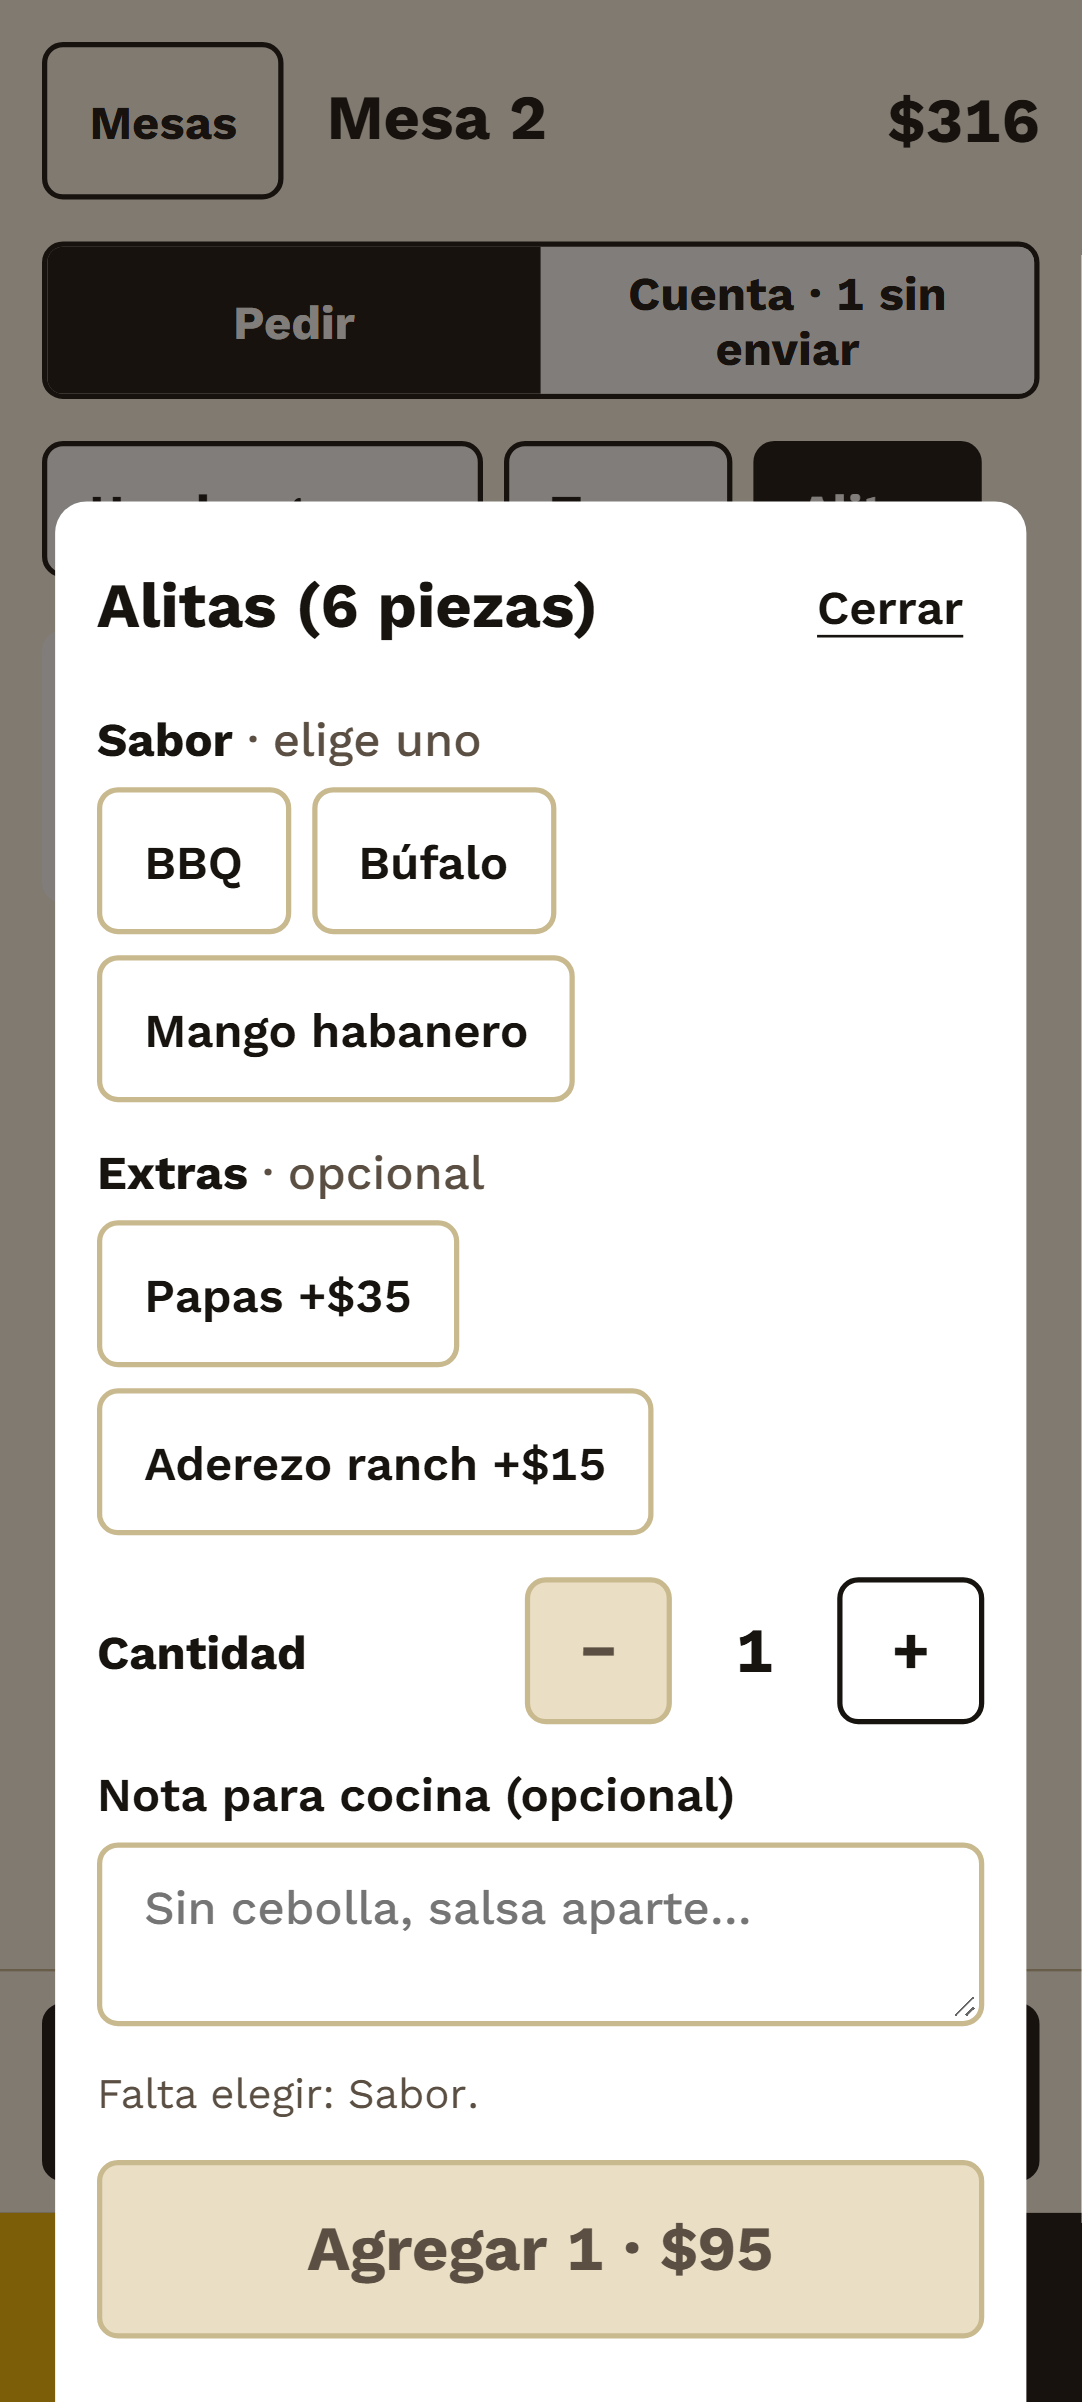 Mesas
Mesa 2
$316
Pedir
Cuenta · 1 sin
enviar
Alitas (6 piezas)
Cerrar
Sabor · elige uno
BBQ
Búfalo
Mango habanero
Extras · opcional
Papas +$35
Aderezo ranch +$15
Cantidad
−
1
+
Nota para cocina (opcional)
Sin cebolla, salsa aparte...
Falta elegir: Sabor.
Agregar 1 · $95